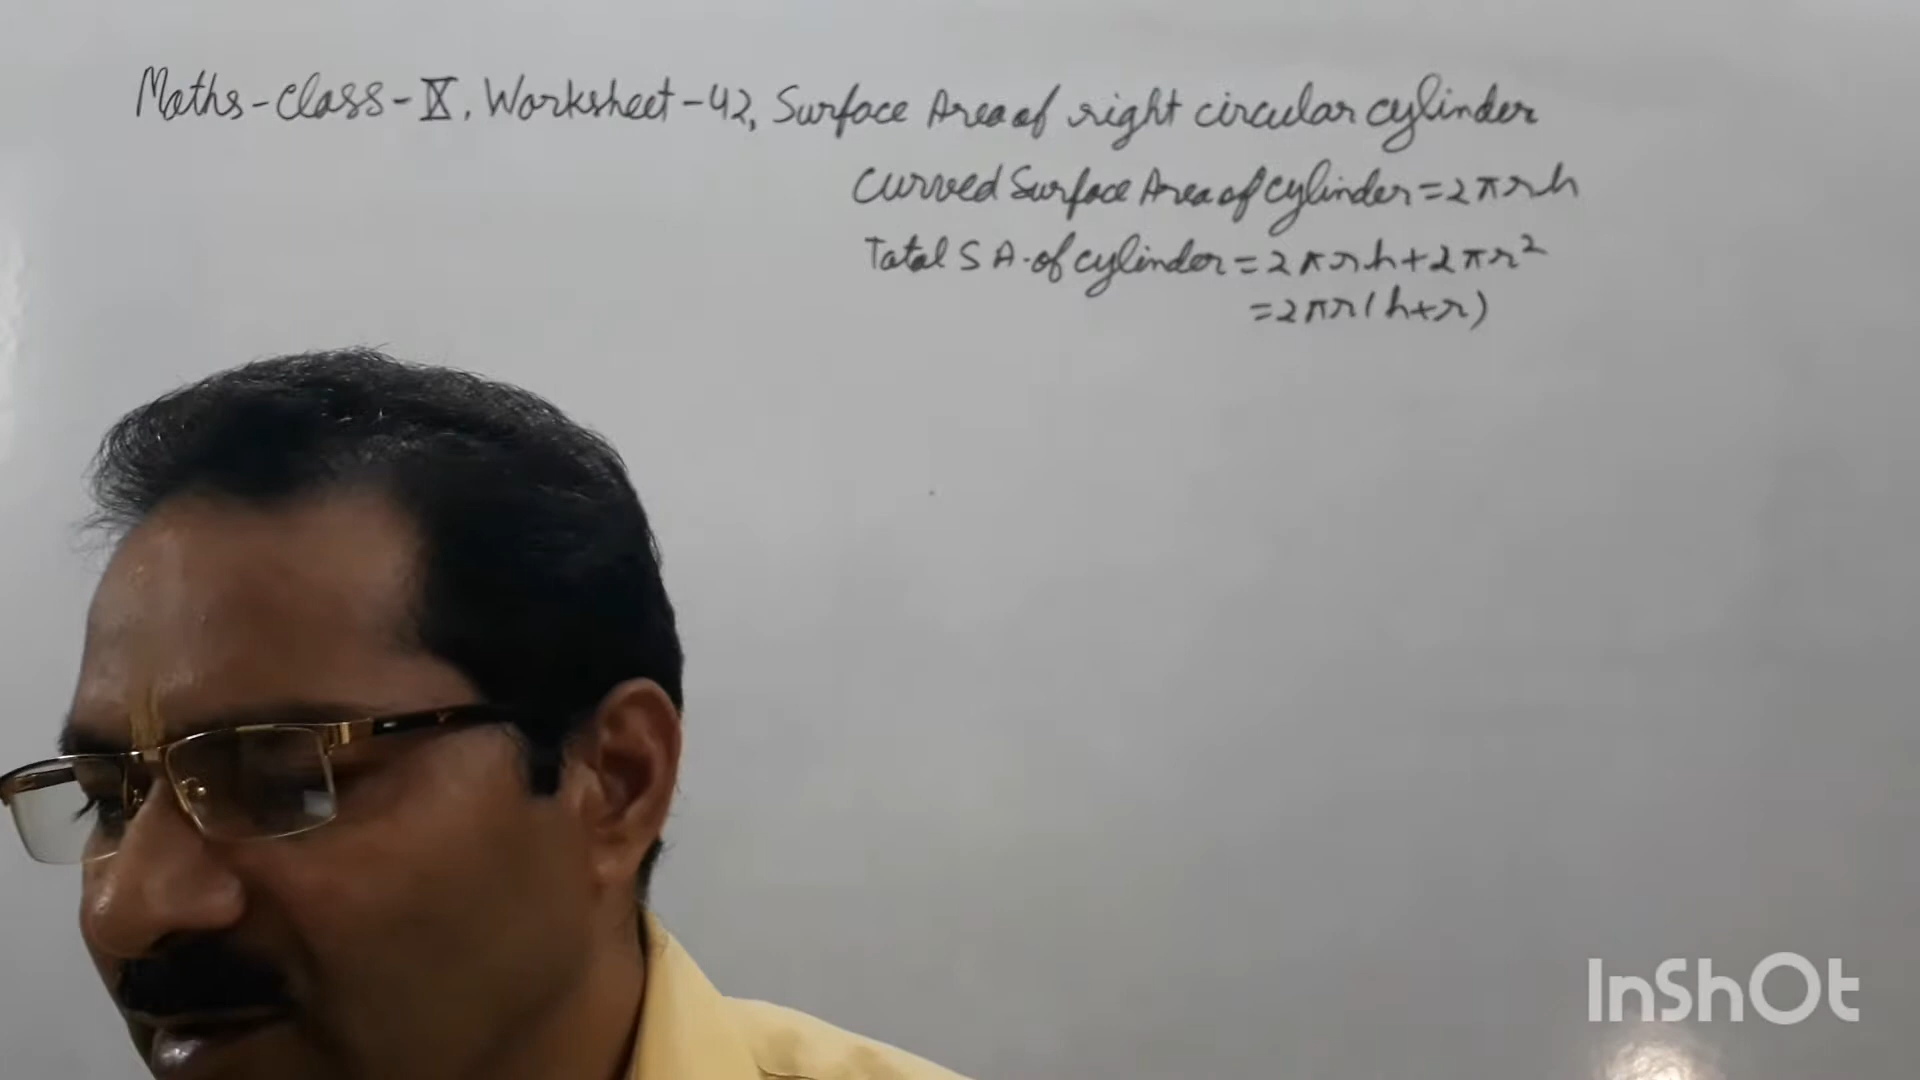 Maths-Class-IX, Worksheet-42, Surface Area of right circular cylinder
Curved Surface Area of cylinder = 2πrh
Tatal S A. of cylinder = 2πrh+2πr²
= 2πr(h+r)
InShOt